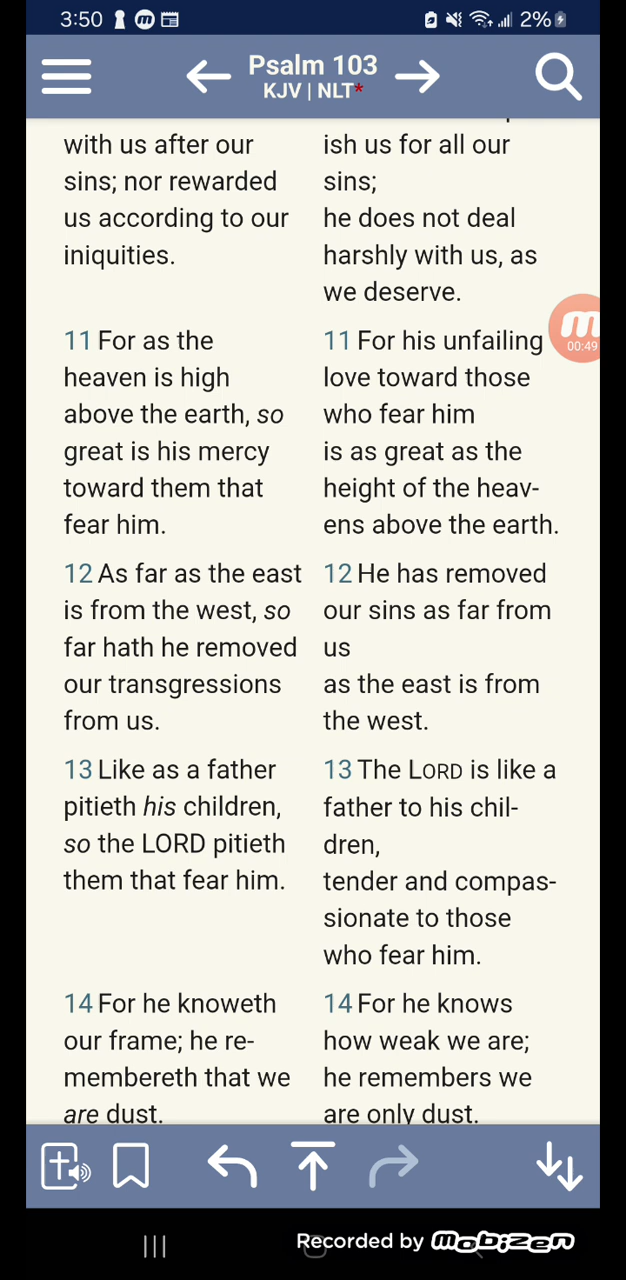 3:50 2%
Psalm 103
KJV | NLT*
with us after our
sins; nor rewarded
us according to our
iniquities.
11 For as the
heaven is high
above the earth, so
great is his mercy
toward them that
fear him.
12 As far as the east
is from the west, so
far hath he removed
our transgressions
from us.
13 Like as a father
pitieth his children,
so the LORD pitieth
them that fear him.
14 For he knoweth
our frame; he re-
membereth that we
are dust.
ish us for all our
sins;
he does not deal
harshly with us, as
we deserve.
11 For his unfailing
love toward those
who fear him
is as great as the
height of the heav-
ens above the earth.
12 He has removed
our sins as far from
us
as the east is from
the west.
13 The LORD is like a
father to his chil-
dren,
tender and compas-
sionate to those
who fear him.
14 For he knows
how weak we are;
he remembers we
are only dust.
m
00:49
Recorded by Mobizen